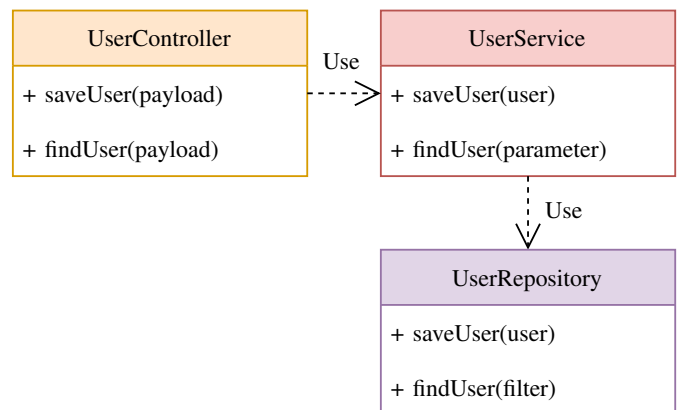 UserController
+ saveUser(payload)
+ findUser(payload)
Use
UserService
+ saveUser(user)
+ findUser(parameter)
Use
UserRepository
+ saveUser(user)
+ findUser(filter)